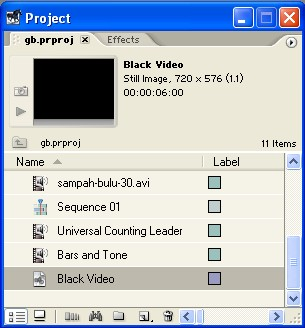 Project
gb.prproj Effects
Black Video
Still Image, 720 x 576 (1.1)
00:00:06:00
gb.prproj 11 Items
Name Label
sampah-bulu-30.avi
Sequence 01
Universal Counting Leader
Bars and Tone
Black Video